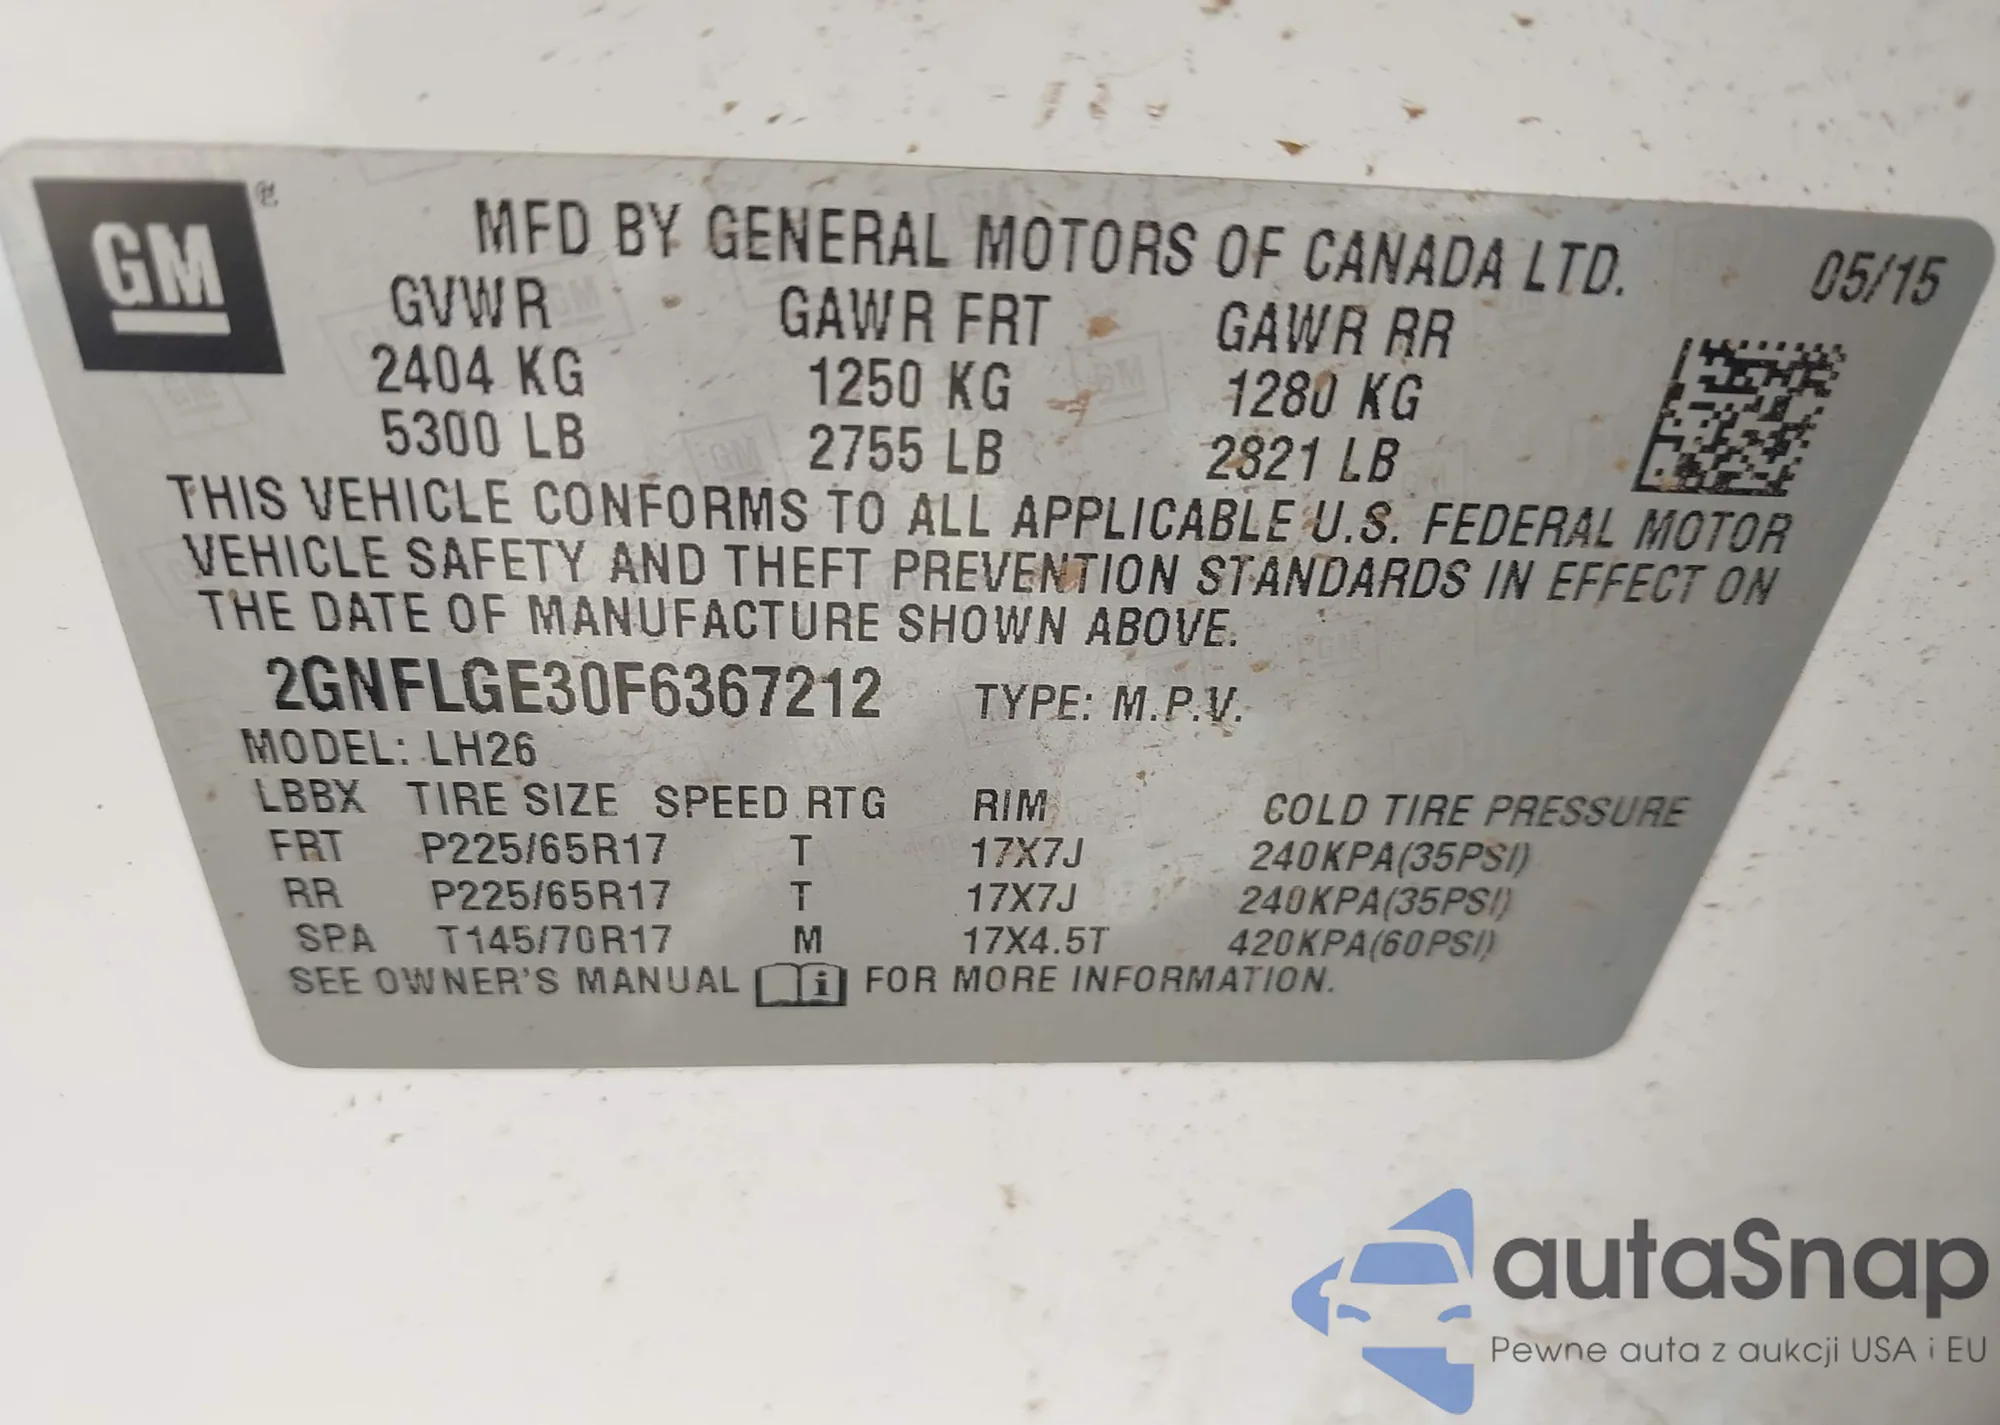 GM
MFD BY GENERAL MOTORS OF CANADA LTD. 05/15
GVWR GAWR FRT GAWR RR
2404 KG 1250 KG 1280 KG
5300 LB 2755 LB 2821 LB
THIS VEHICLE CONFORMS TO ALL APPLICABLE U.S. FEDERAL MOTOR
VEHICLE SAFETY AND THEFT PREVENTION STANDARDS IN EFFECT ON
THE DATE OF MANUFACTURE SHOWN ABOVE.
2GNFLGE30F6367212 TYPE: M.P.V.
MODEL: LH26
LBBX TIRE SIZE SPEED RTG RIM COLD TIRE PRESSURE
FRT P225/65R17 T 17X7J 240KPA(35PSI)
RR P225/65R17 T 17X7J 240KPA(35PSI)
SPA T145/70R17 M 17X4.5T 420KPA(60PSI)
SEE OWNER'S MANUAL i FOR MORE INFORMATION.
autaSnap
Pewne auta z aukcji USA i EU